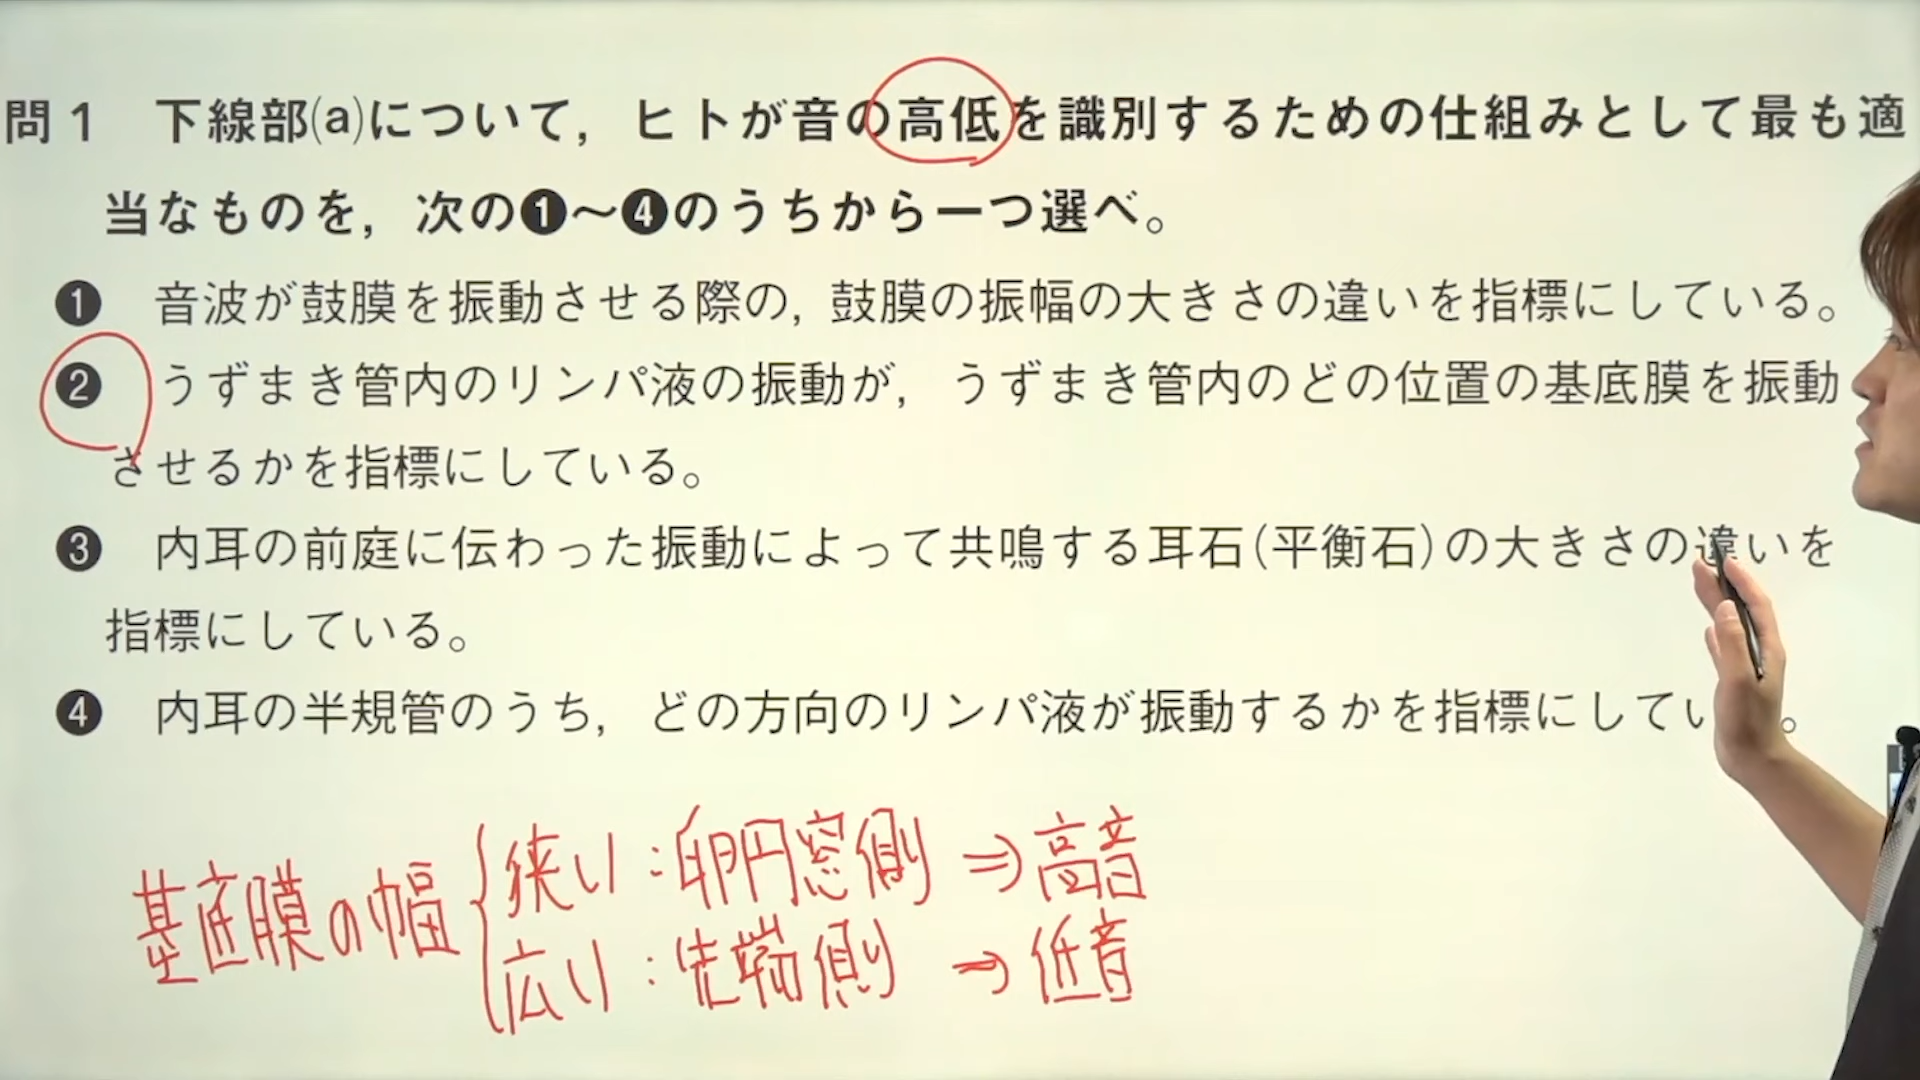 問1 下線部(a)について，ヒトが音の高低を識別するための仕組みとして最も適
当なものを，次の❶～❹のうちから一つ選べ。
❶ 音波が鼓膜を振動させる際の，鼓膜の振幅の大きさの違いを指標にしている。
❷ うずまき管内のリンパ液の振動が，うずまき管内のどの位置の基底膜を振動
させるかを指標にしている。
❸ 内耳の前庭に伝わった振動によって共鳴する耳石(平衡石)の大きさの違いを
指標にしている。
❹ 内耳の半規管のうち，どの方向のリンパ液が振動するかを指標にしてい。
基底膜の幅
狭い：卵円窓側 ⇒ 高音
広い：先端側 ⇒ 低音